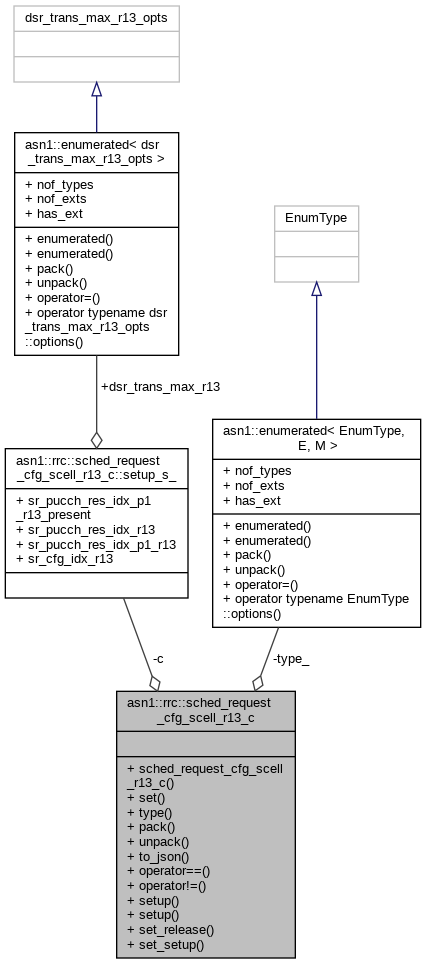 dsr_trans_max_r13_opts
asn1::enumerated< dsr
_trans_max_r13_opts >
+ nof_types
+ nof_exts
+ has_ext
+ enumerated()
+ enumerated()
+ pack()
+ unpack()
+ operator=()
+ operator typename dsr
_trans_max_r13_opts
::options()
EnumType
+dsr_trans_max_r13
asn1::rrc::sched_request
_cfg_scell_r13_c::setup_s_
+ sr_pucch_res_idx_p1
_r13_present
+ sr_pucch_res_idx_r13
+ sr_pucch_res_idx_p1_r13
+ sr_cfg_idx_r13
asn1::enumerated< EnumType,
E, M >
+ nof_types
+ nof_exts
+ has_ext
+ enumerated()
+ enumerated()
+ pack()
+ unpack()
+ operator=()
+ operator typename EnumType
::options()
-c
-type_
asn1::rrc::sched_request
_cfg_scell_r13_c
+ sched_request_cfg_scell
_r13_c()
+ set()
+ type()
+ pack()
+ unpack()
+ to_json()
+ operator==()
+ operator!=()
+ setup()
+ setup()
+ set_release()
+ set_setup()